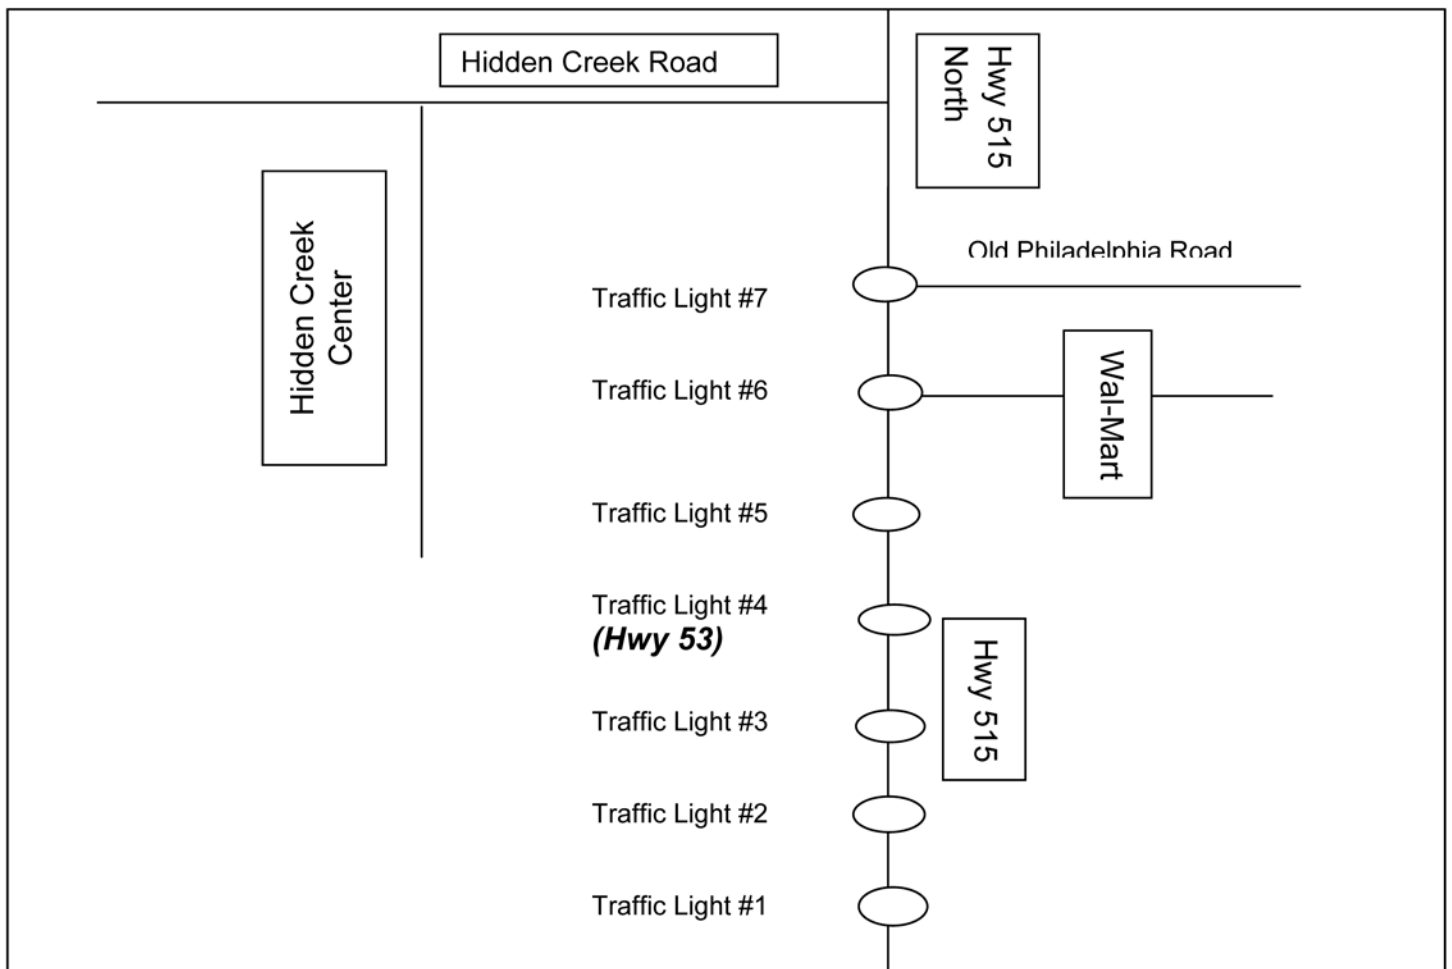 Hidden Creek Road
Hwy 515
North
Old Philadelphia Road
Hidden Creek
Center
Traffic Light #7
Wal-Mart
Traffic Light #6
Traffic Light #5
Traffic Light #4
(Hwy 53)
Hwy 515
Traffic Light #3
Traffic Light #2
Traffic Light #1